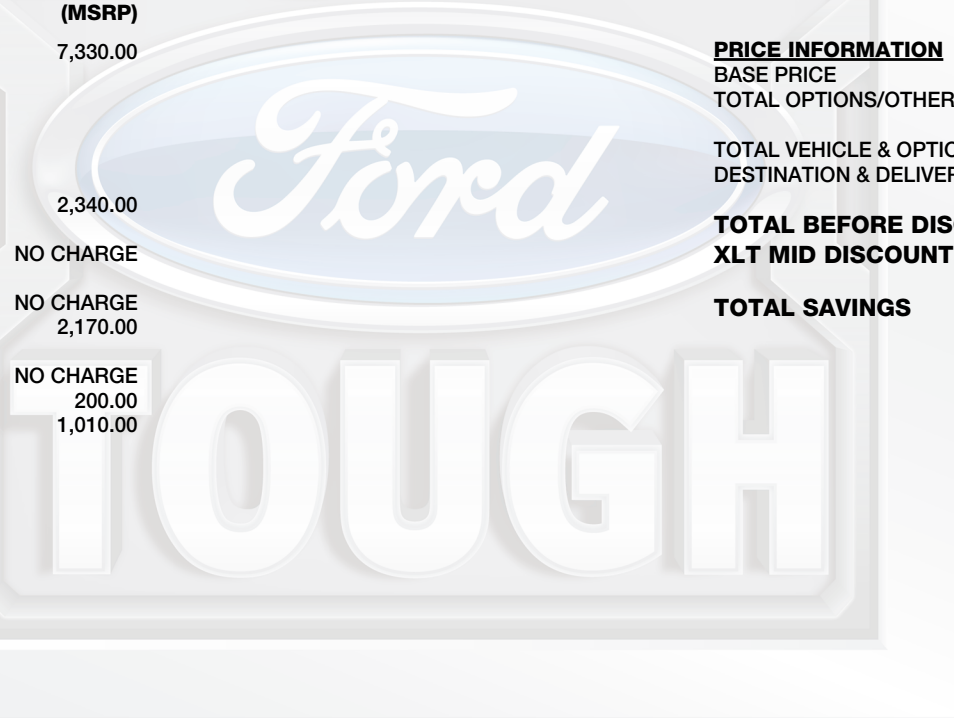 (MSRP)
7,330.00
2,340.00
NO CHARGE
NO CHARGE
2,170.00
NO CHARGE
200.00
1,010.00
PRICE INFORMATION
BASE PRICE
TOTAL OPTIONS/OTHER
TOTAL VEHICLE & OPTIO
DESTINATION & DELIVER
TOTAL BEFORE DISC
XLT MID DISCOUNT
TOTAL SAVINGS
Ford
TOUGH